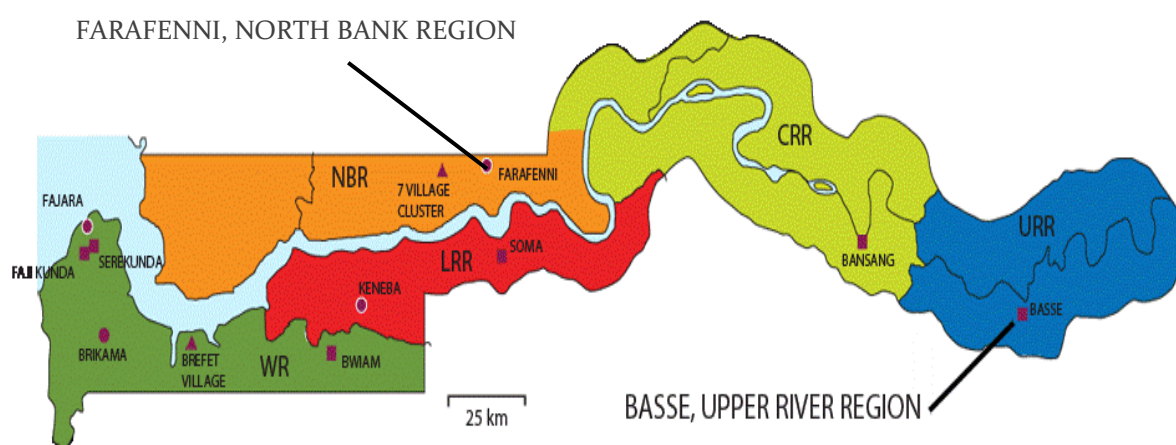 FARAFENNI, NORTH BANK REGION
CRR
NBR
FARAFENNI
7 VILLAGE
CLUSTER
FAJARA
URR
SOMA
BANSANG
LRR
SEREKUNDA
FAJI KUNDA
KENEBA
BASSE
BRIKAMA
BREFET
VILLAGE
WR
BWIAM
25 km
BASSE, UPPER RIVER REGION